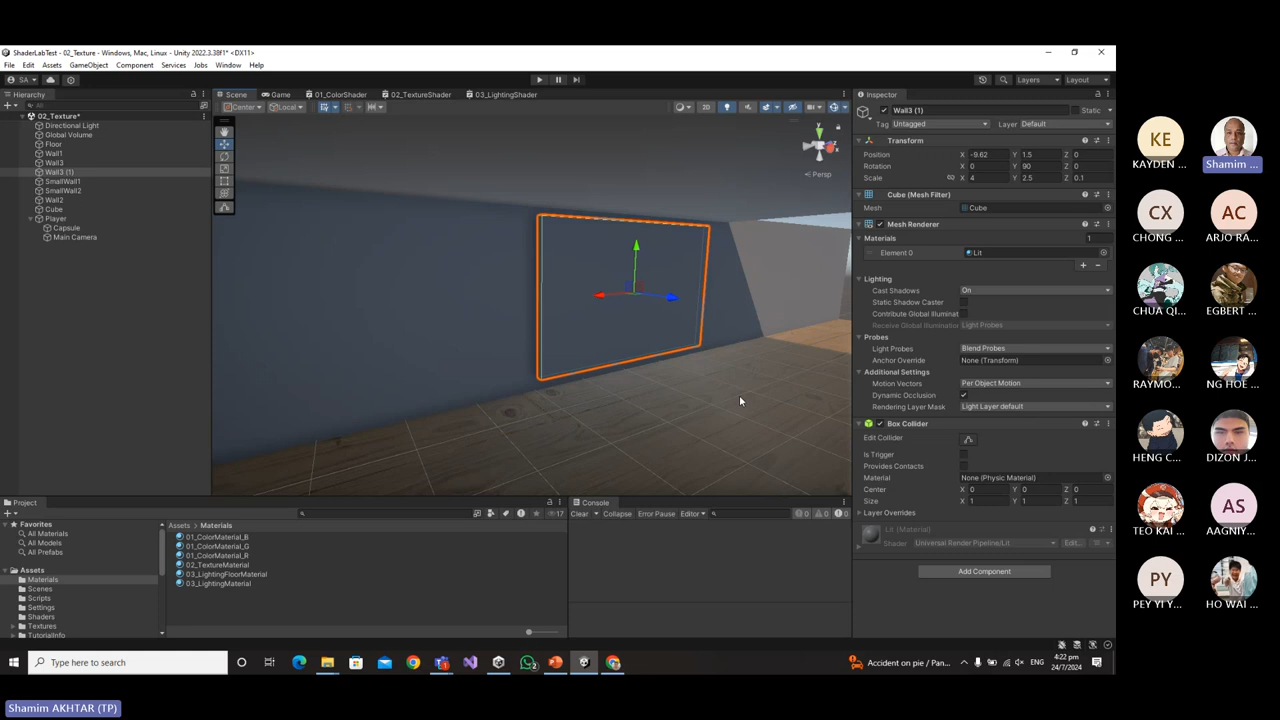 ShaderLabTest - 02_Texture - Windows, Mac, Linux - Unity 2022.3.38f1* <DX11>
File Edit Assets GameObject Component Services Jobs Window Help
SA
Layers Layout
Hierarchy
All
02_Texture*
Directional Light
Global Volume
Floor
Wall1
Wall3
Wall3 (1)
SmallWall1
SmallWall2
Wall2
Cube
Player
Capsule
Main Camera
Scene Game 01_ColorShader 02_TextureShader 03_LightingShader
Center Local 2D
y
x
Persp
Inspector
Wall3 (1) Static
Tag Untagged Layer Default
Transform
Position X -9.62 Y 1.5 Z 0
Rotation X 0 Y 90 Z 0
Scale X 4 Y 2.5 Z 0.1
Cube (Mesh Filter)
Mesh Cube
Mesh Renderer
Materials 1
Element 0 Lit
Lighting
Cast Shadows On
Static Shadow Caster
Contribute Global Illuminat
Receive Global Illumination Light Probes
Probes
Light Probes Blend Probes
Anchor Override None (Transform)
Additional Settings
Motion Vectors Per Object Motion
Dynamic Occlusion
Rendering Layer Mask Light Layer default
Box Collider
Edit Collider
Is Trigger
Provides Contacts
Material None (Physic Material)
Center X 0 Y 0 Z 0
Size X 1 Y 1 Z 1
Layer Overrides
Lit (Material)
Shader Universal Render Pipeline/Lit Edit...
Add Component
Project
17
Favorites
All Materials
All Models
All Prefabs
Assets
Materials
Scenes
Scripts
Settings
Shaders
Textures
TutorialInfo
Assets > Materials
01_ColorMaterial_B
01_ColorMaterial_G
01_ColorMaterial_R
02_TextureMaterial
03_LightingFloorMaterial
03_LightingMaterial
Console
Clear Collapse Error Pause Editor 0 0 0
Type here to search
Accident on pie / Pan...
ENG
4:22 pm
24/7/2024
KE
KAYDEN ...
Shamim ...
CX
CHONG ...
AC
ARJO RA...
CHUA QI...
EGBERT ...
RAYMO...
NG HOE ...
HENG C...
DIZON J...
TEO KAI ...
AS
AAGNIY...
PY
PEY YI Y...
HO WAI ...
Shamim AKHTAR (TP)